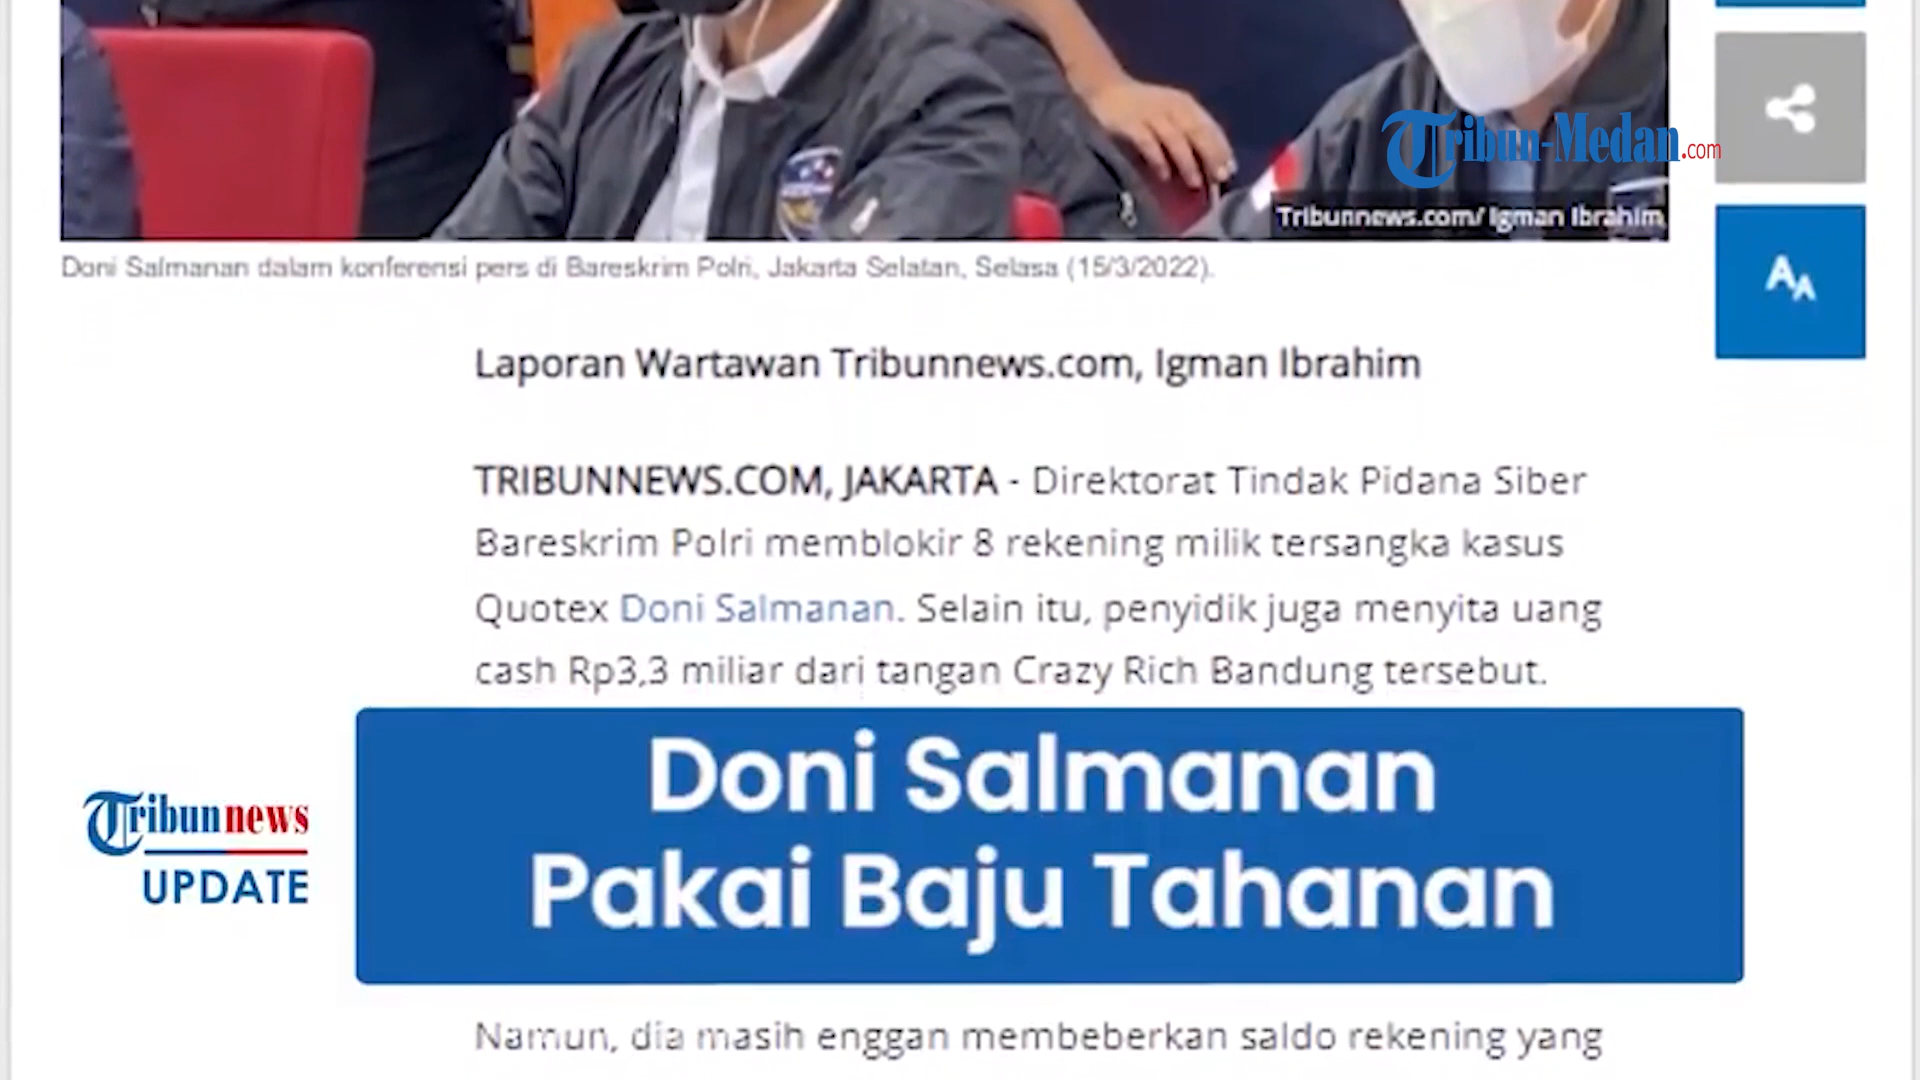 Tribun-Medan.com
Tribunnews.com/ Igman Ibrahim
Doni Salmanan dalam konferensi pers di Bareskrim Polri, Jakarta Selatan, Selasa (15/3/2022).
AA
Laporan Wartawan Tribunnews.com, Igman Ibrahim
TRIBUNNEWS.COM, JAKARTA - Direktorat Tindak Pidana Siber
Bareskrim Polri memblokir 8 rekening milik tersangka kasus
Quotex Doni Salmanan. Selain itu, penyidik juga menyita uang
cash Rp3,3 miliar dari tangan Crazy Rich Bandung tersebut.
Doni Salmanan
Pakai Baju Tahanan
Tribunnews
UPDATE
Namun, dia masih enggan membeberkan saldo rekening yang